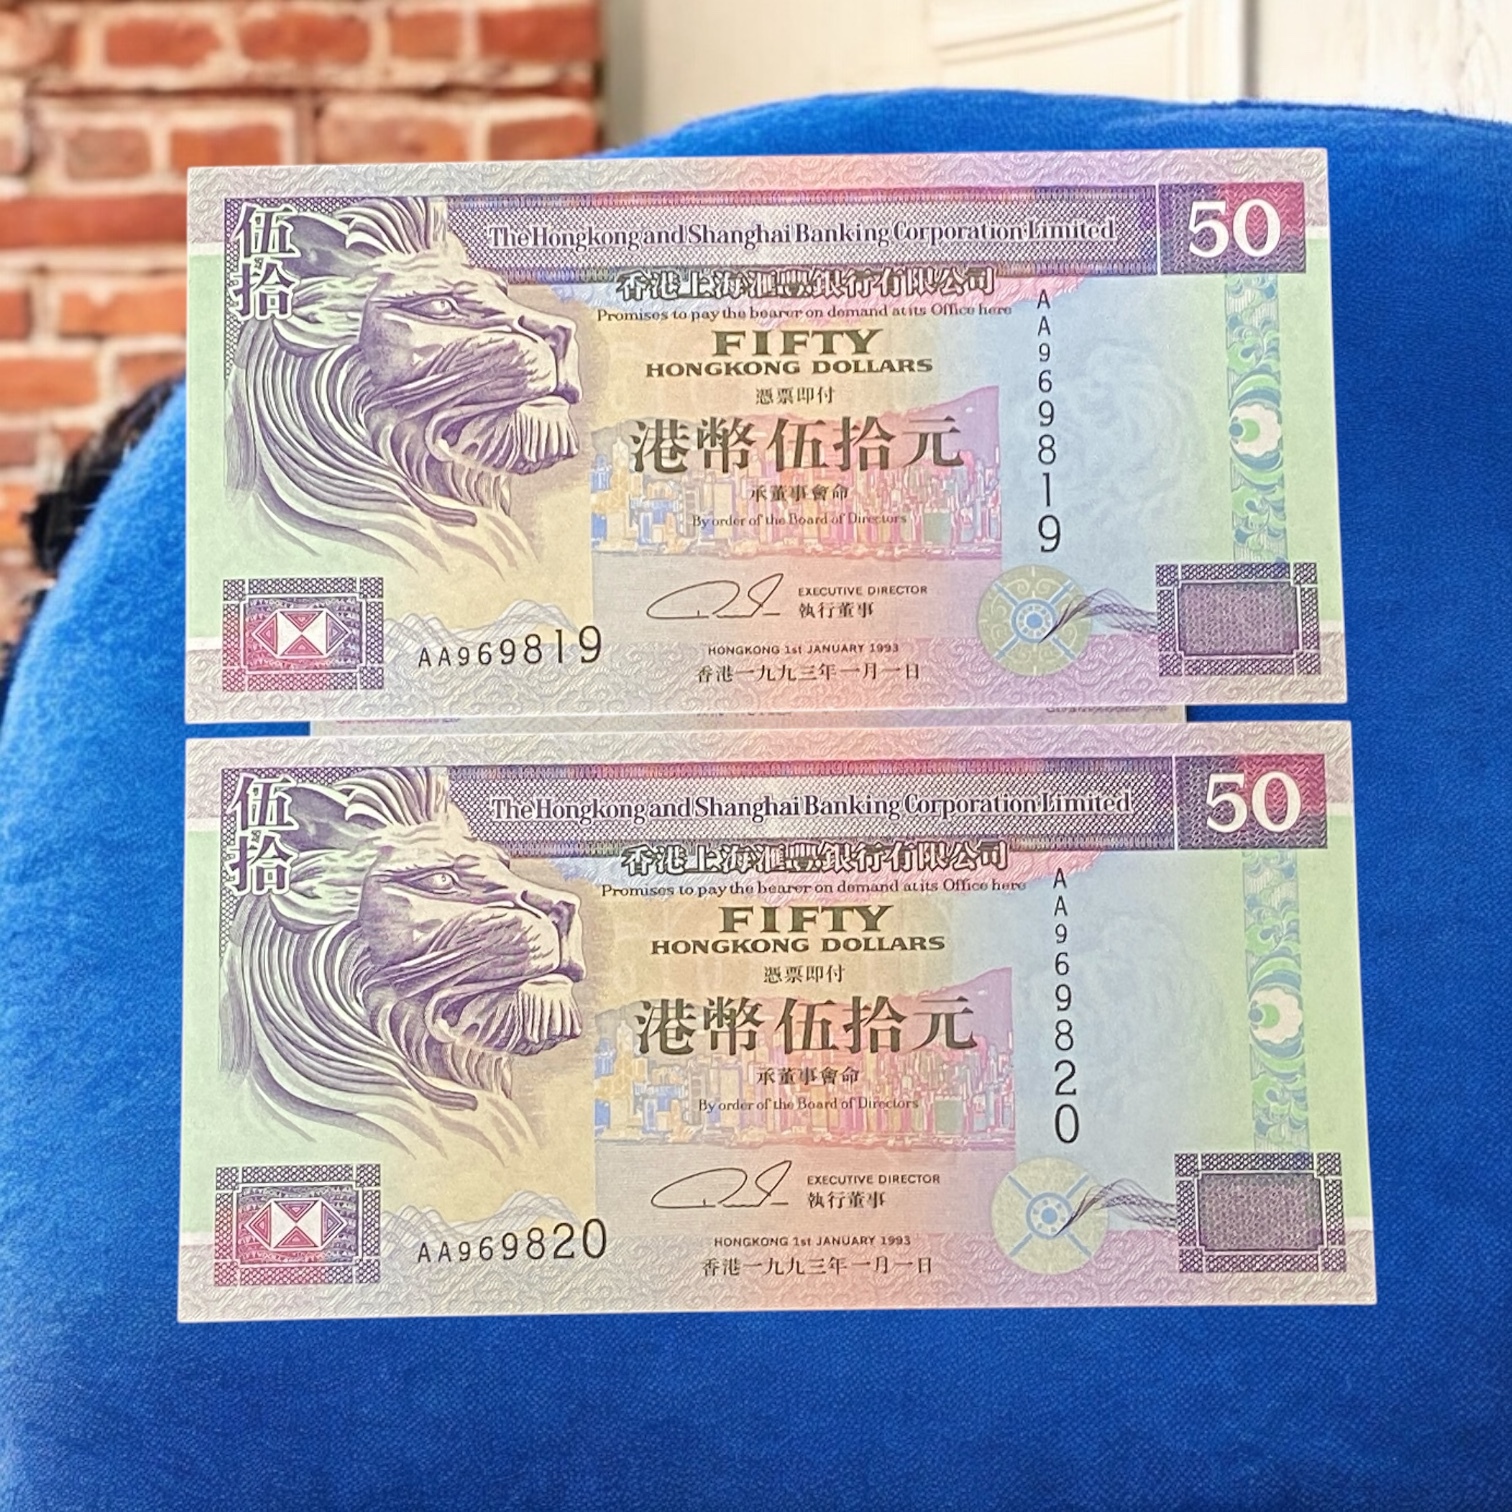 伍拾
The Hongkong and Shanghai Banking Corporation Limited
50
香港上海滙豐銀行有限公司
Promises to pay the bearer on demand at its Office here
FIFTY
HONGKONG DOLLARS
憑票即付
港幣伍拾元
承董事會命
By order of the Board of Directors
AA969819
EXECUTIVE DIRECTOR
執行董事
AA969819
HONGKONG 1st JANUARY 1993
香港一九九三年一月一日
伍拾
The Hongkong and Shanghai Banking Corporation Limited
50
香港上海滙豐銀行有限公司
Promises to pay the bearer on demand at its Office here
FIFTY
HONGKONG DOLLARS
憑票即付
港幣伍拾元
承董事會命
By order of the Board of Directors
AA969820
EXECUTIVE DIRECTOR
執行董事
AA969820
HONGKONG 1st JANUARY 1993
香港一九九三年一月一日